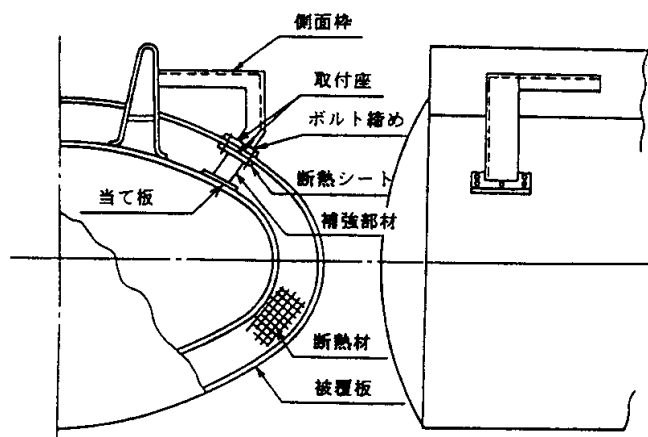 側面枠
取付座
ボルト締め
断熱シート
当て板
補強部材
断熱材
被覆板